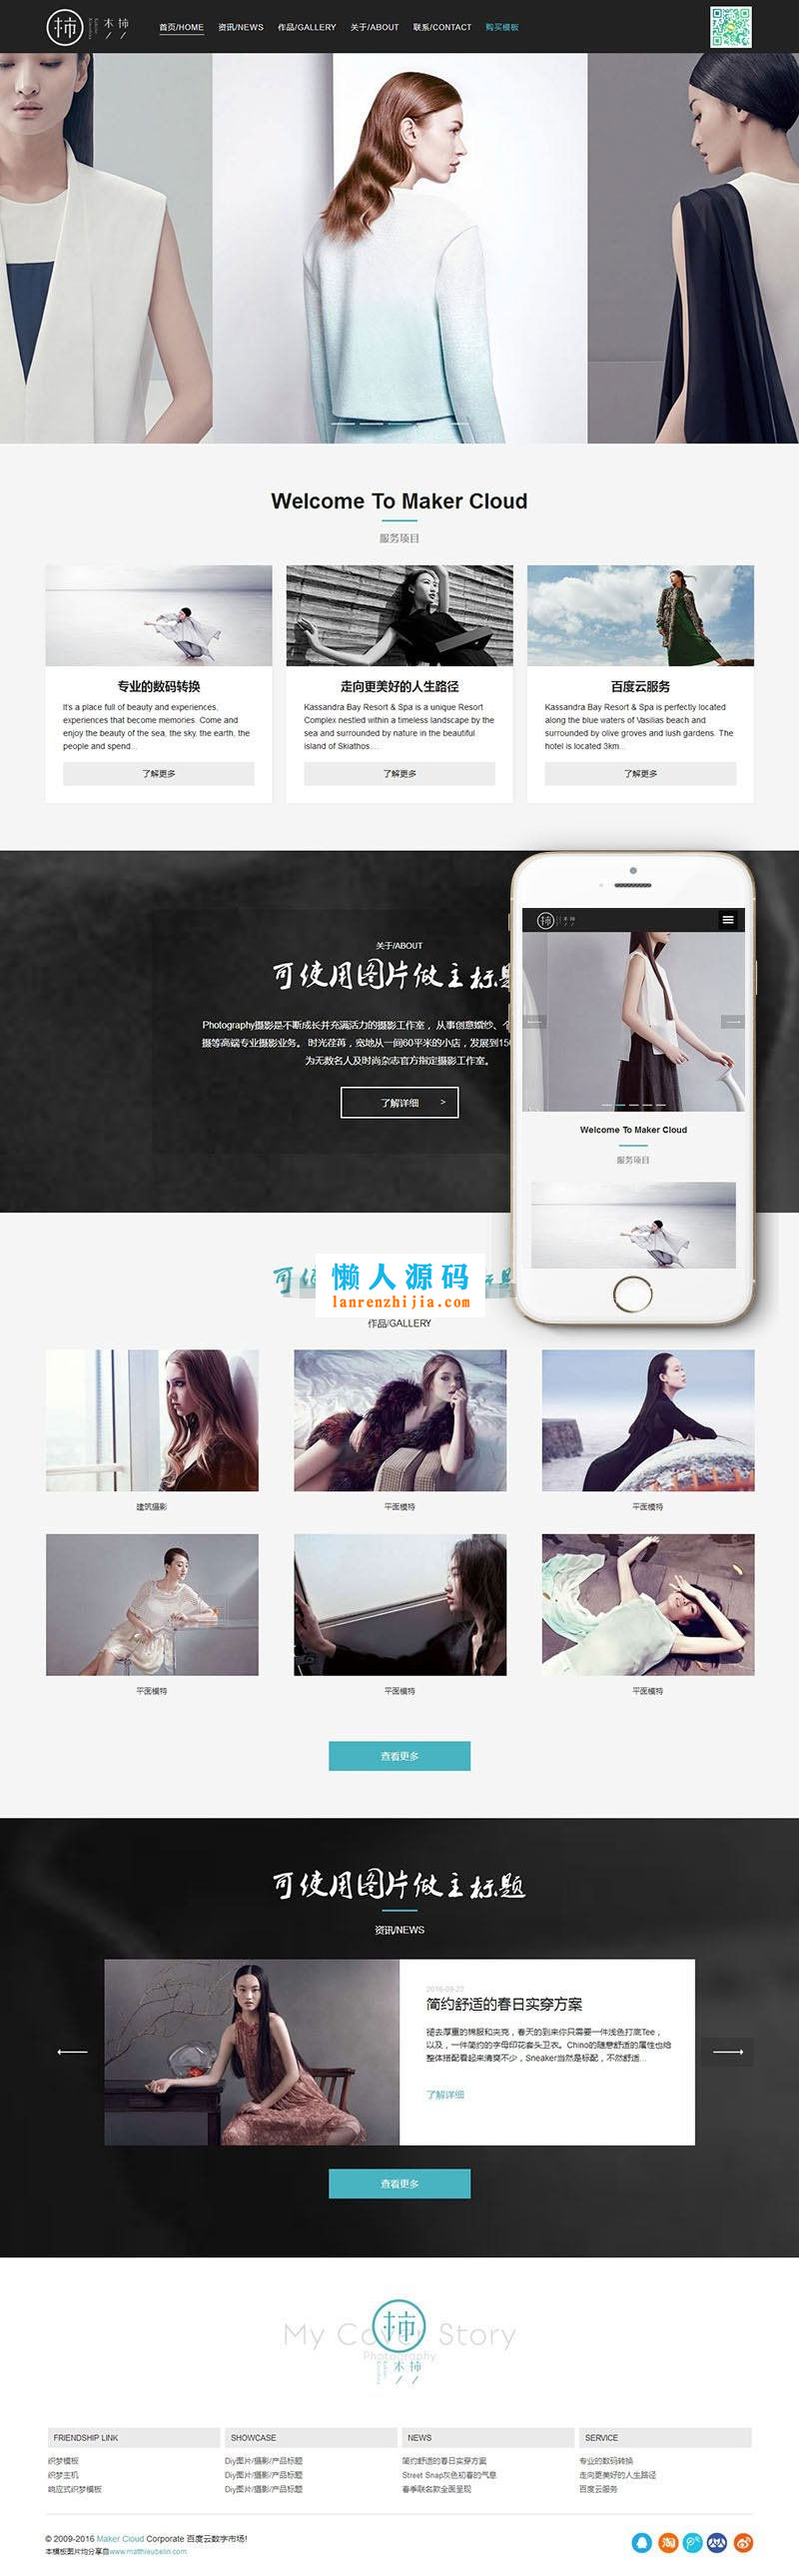 柿 木 柿
首页/HOME 资讯/NEWS 作品/GALLERY 关于/ABOUT 联系/CONTACT 购买模板
Welcome To Maker Cloud
服务项目
专业的数码转换
It's a place full of beauty and experiences,
experiences that become memories. Come and
enjoy the beauty of the sea, the sky, the earth, the
people and spend...
了解更多
走向更美好的人生路径
Kassandra Bay Resort & Spa is a unique Resort
Complex nestled within a timeless landscape by the
sea and surrounded by nature in the beautiful
island of Skiathos....
了解更多
百度云服务
Kassandra Bay Resort & Spa is perfectly located
along the blue waters of Vasilias beach and
surrounded by olive groves and lush gardens. The
hotel is located 3km...
了解更多
关于/ABOUT
可使用图片做主标题
Photography摄影是不断成长并充满活力的摄影工作室，从事创意婚纱、个
摄等高端专业摄影业务。 时光荏苒，宽地从一间60平米的小店，发展到150
为无数名人及时尚杂志官方指定摄影工作室。
了解详细 >
柿 木 柿
Welcome To Maker Cloud
服务项目
懒人源码
lanrenzhijia.com
作品/GALLERY
建筑摄影
平面模特
平面模特
平面模特
平面模特
平面模特
查看更多
可使用图片做主标题
资讯/NEWS
2016-09-27
简约舒适的春日实穿方案
褪去厚重的棉服和夹克，春天的到来你只需要一件浅色打底Tee，
以及，一件简约的字母印花套头卫衣。Chino的随意舒适的属性也给
整体搭配看起来清爽不少，Sneaker当然是标配，不然舒适...
了解详细
查看更多
My Cover Story
Photography
柿
木 柿
FRIENDSHIP LINK
织梦模板
织梦主机
响应式织梦模板
SHOWCASE
Diy图片/摄影/产品标题
Diy图片/摄影/产品标题
Diy图片/摄影/产品标题
NEWS
简约舒适的春日实穿方案
Street Snap灰色初春的气息
春季联名款全面呈现
SERVICE
专业的数码转换
走向更美好的人生路径
百度云服务
© 2009-2016 Maker Cloud Corporate 百度云数字市场!
本模板图片均分享自www.matthieubelin.com